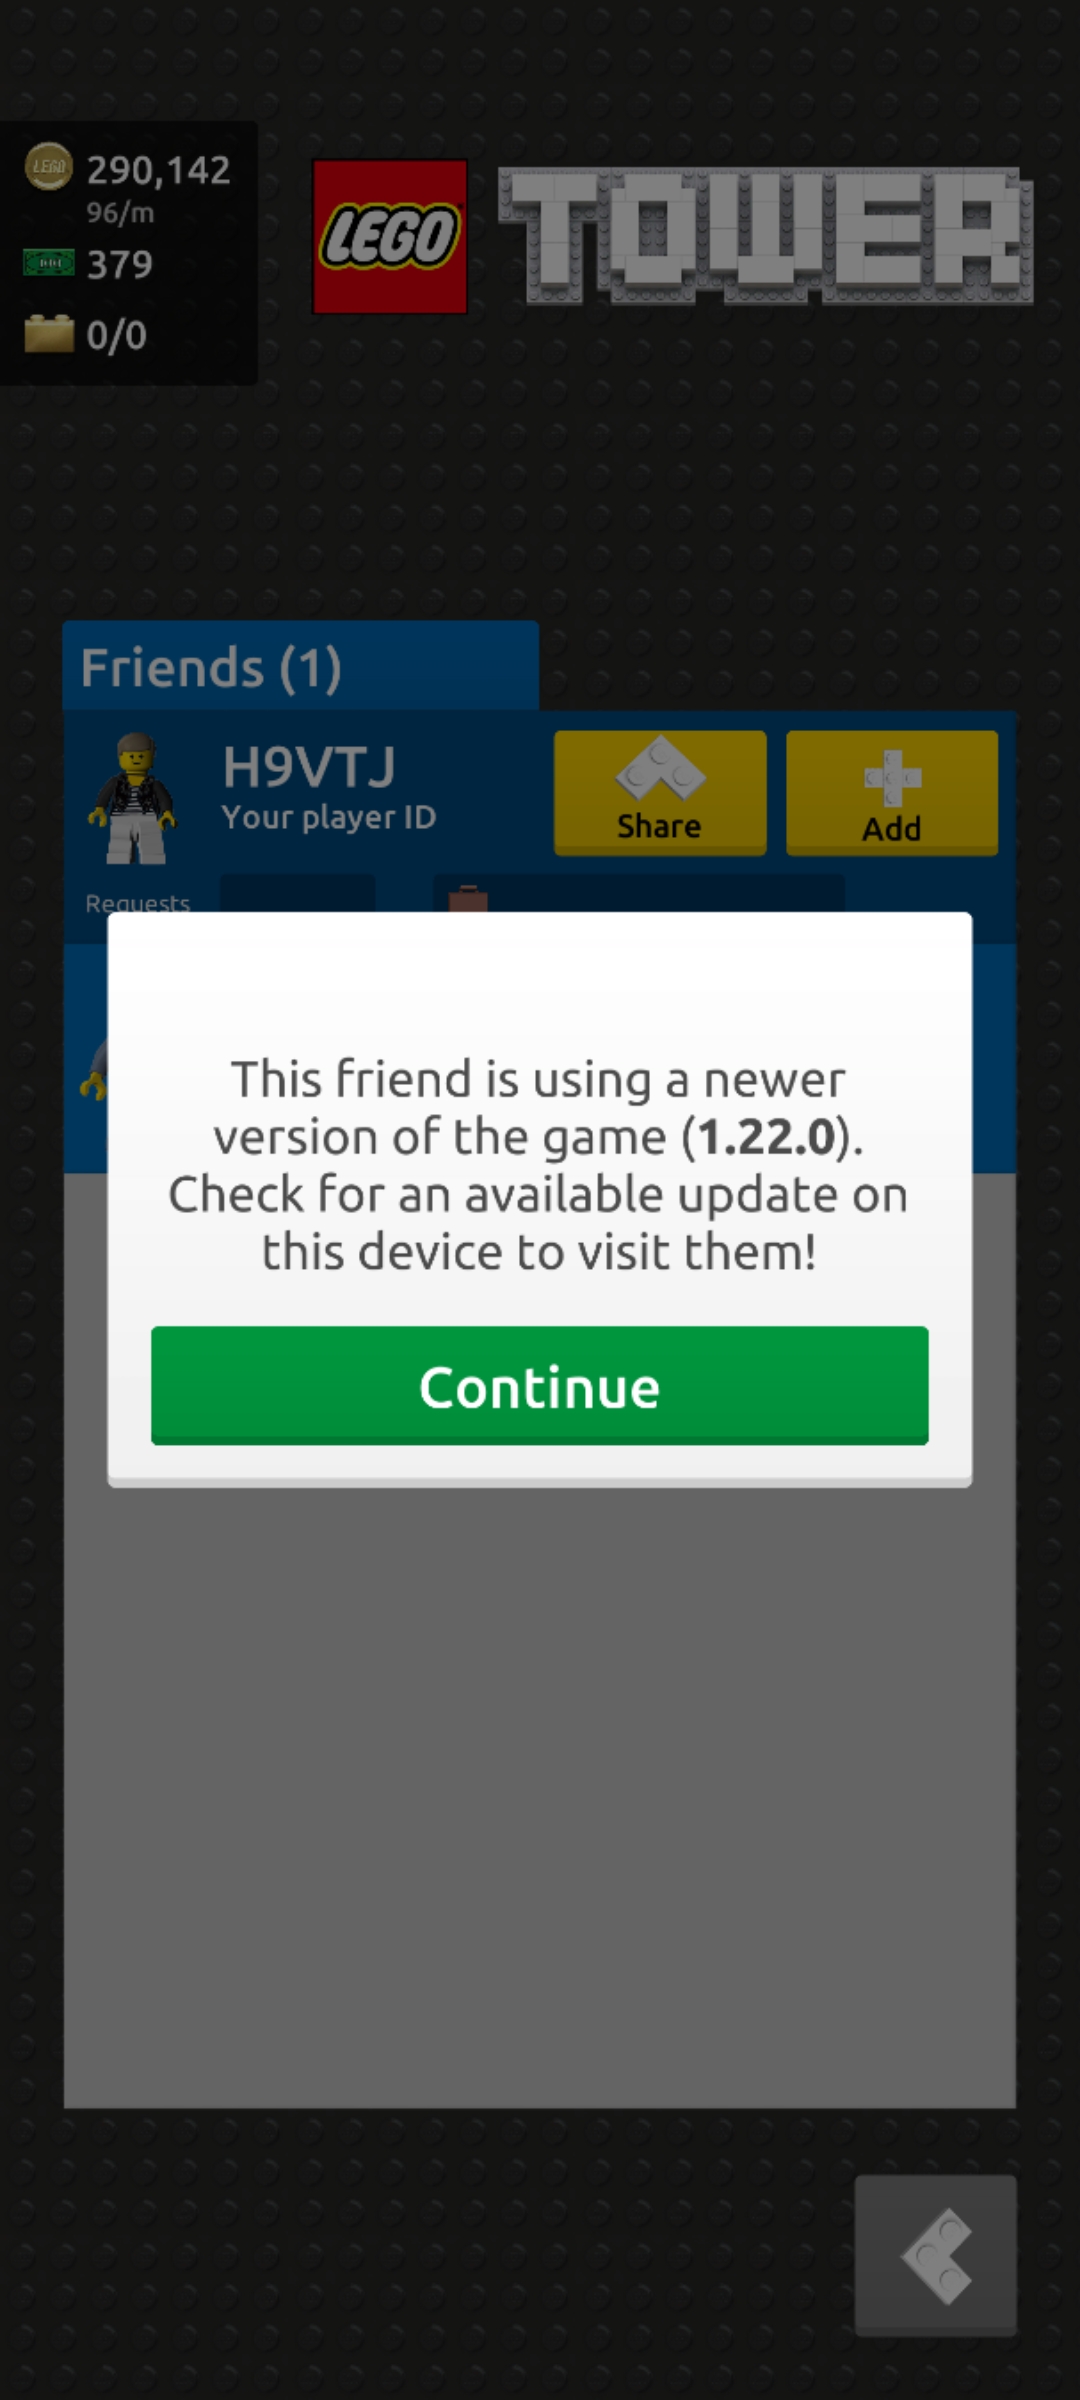 LEGO
290,142
96/m
379
0/0
LEGO
TOWER
Friends (1)
H9VTJ
Your player ID
Share
Add
Requests
This friend is using a newer
version of the game (1.22.0).
Check for an available update on
this device to visit them!
Continue